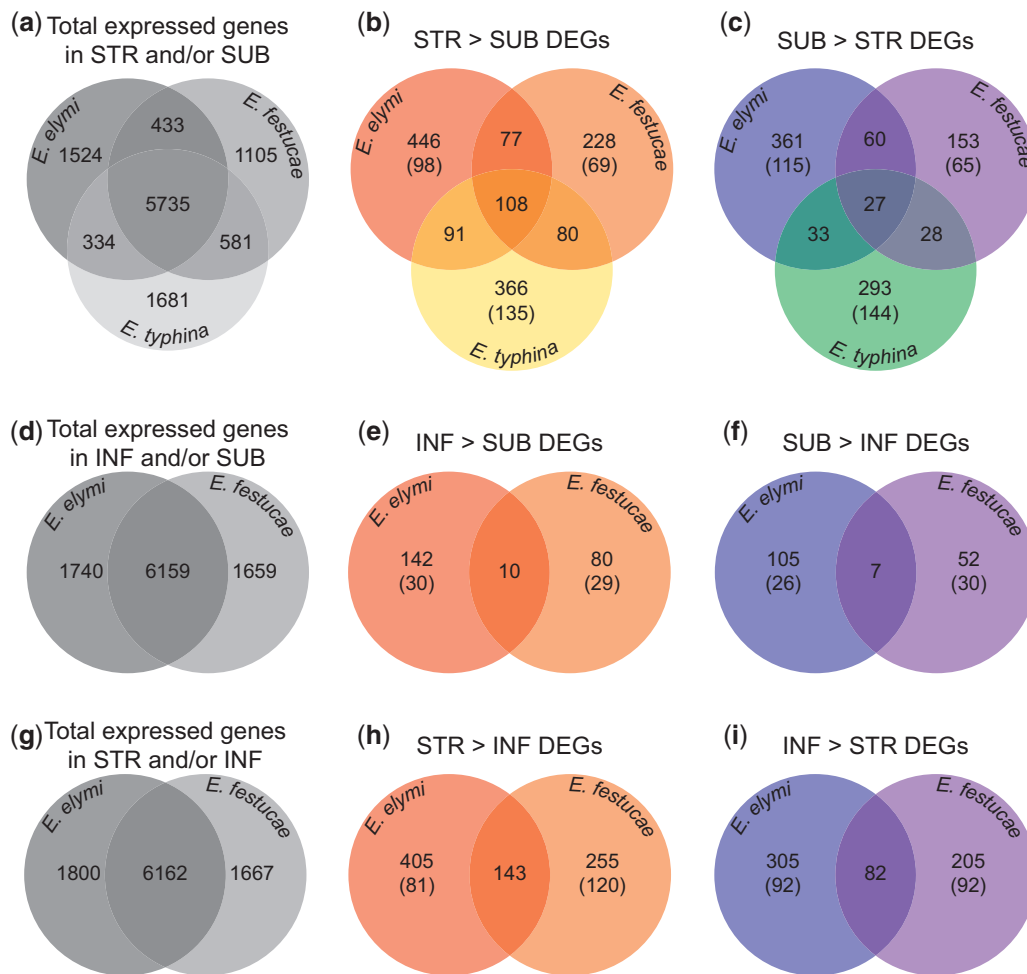 (a) Total expressed genes
in STR and/or SUB
E. elymi
E. festucae
E. typhina
1524
433
1105
5735
334
581
1681
(b) STR > SUB DEGs
E. elymi
E. festucae
E. typhina
446
(98)
77
228
(69)
108
91
80
366
(135)
(c) SUB > STR DEGs
E. elymi
E. festucae
E. typhina
361
(115)
60
153
(65)
27
33
28
293
(144)
(d) Total expressed genes
in INF and/or SUB
E. elymi
E. festucae
1740
6159
1659
(e) INF > SUB DEGs
E. elymi
E. festucae
142
(30)
10
80
(29)
(f) SUB > INF DEGs
E. elymi
E. festucae
105
(26)
7
52
(30)
(g) Total expressed genes
in STR and/or INF
E. elymi
E. festucae
1800
6162
1667
(h) STR > INF DEGs
E. elymi
E. festucae
405
(81)
143
255
(120)
(i) INF > STR DEGs
E. elymi
E. festucae
305
(92)
82
205
(92)